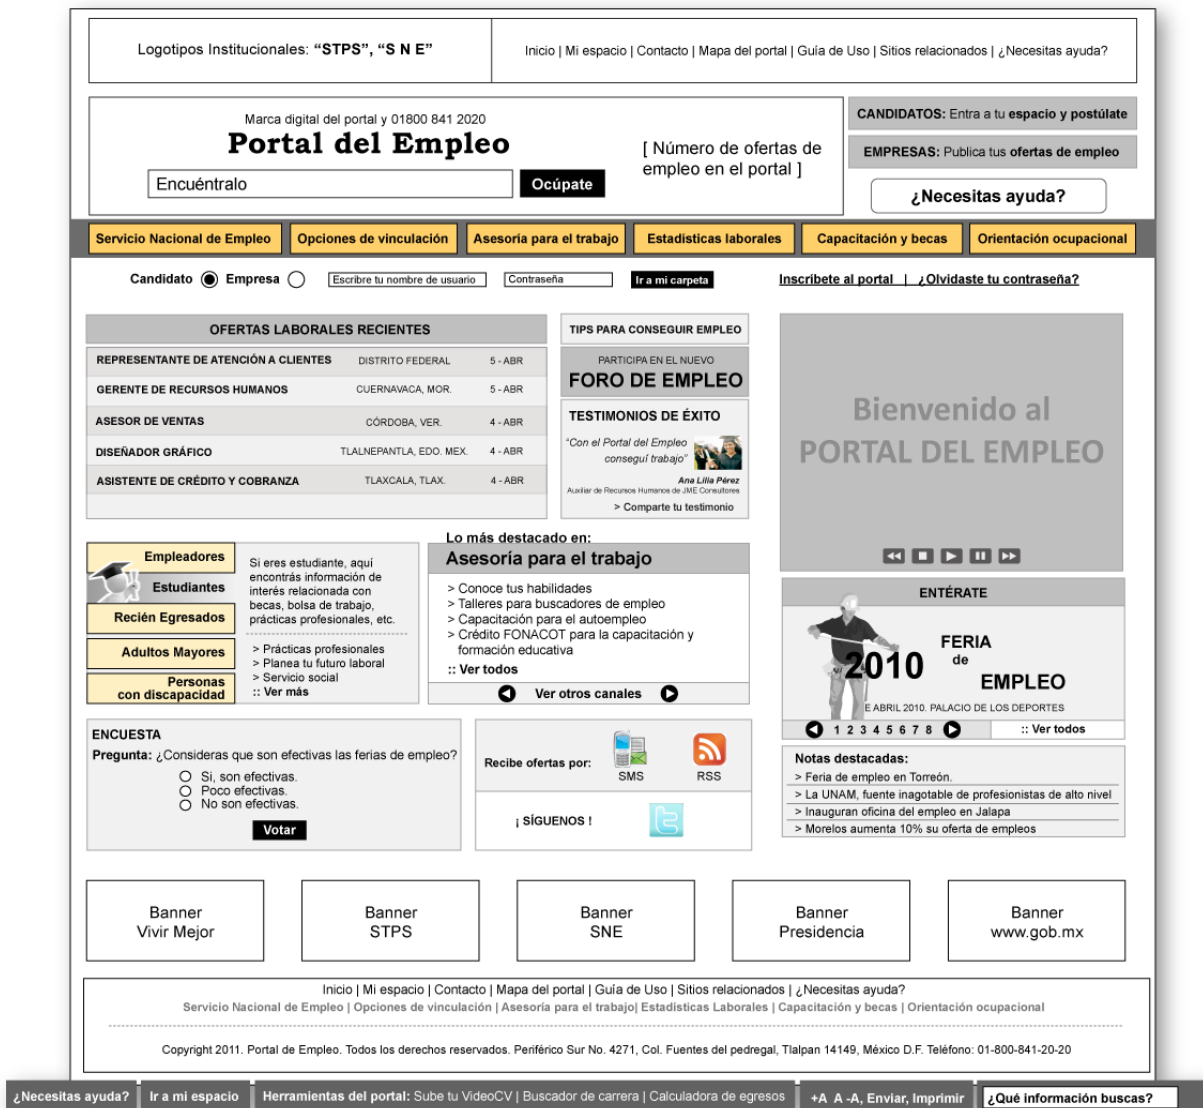 Logotipos Institucionales: “STPS”, “S N E”
Inicio | Mi espacio | Contacto | Mapa del portal | Guía de Uso | Sitios relacionados | ¿Necesitas ayuda?
Marca digital del portal y 01800 841 2020
Portal del Empleo
Encuéntralo
Ocúpate
[ Número de ofertas de
empleo en el portal ]
CANDIDATOS: Entra a tu espacio y postúlate
EMPRESAS: Publica tus ofertas de empleo
¿Necesitas ayuda?
Servicio Nacional de Empleo
Opciones de vinculación
Asesoría para el trabajo
Estadísticas laborales
Capacitación y becas
Orientación ocupacional
Candidato
Empresa
Escribre tu nombre de usuario
Contraseña
Ir a mi carpeta
Inscríbete al portal | ¿Olvidaste tu contraseña?
OFERTAS LABORALES RECIENTES
REPRESENTANTE DE ATENCIÓN A CLIENTES DISTRITO FEDERAL 5 - ABR
GERENTE DE RECURSOS HUMANOS CUERNAVACA, MOR. 5 - ABR
ASESOR DE VENTAS CÓRDOBA, VER. 4 - ABR
DISEÑADOR GRÁFICO TLALNEPANTLA, EDO. MEX. 4 - ABR
ASISTENTE DE CRÉDITO Y COBRANZA TLAXCALA, TLAX. 4 - ABR
TIPS PARA CONSEGUIR EMPLEO
PARTICIPA EN EL NUEVO
FORO DE EMPLEO
TESTIMONIOS DE ÉXITO
“Con el Portal del Empleo
conseguí trabajo”
Ana Lilia Pérez
Auxiliar de Recursos Humanos de JME Consultores
> Comparte tu testimonio
Bienvenido al
PORTAL DEL EMPLEO
Empleadores
Estudiantes
Recién Egresados
Adultos Mayores
Personas
con discapacidad
Si eres estudiante, aquí
encontrás información de
interés relacionada con
becas, bolsa de trabajo,
prácticas profesionales, etc.
> Prácticas profesionales
> Planea tu futuro laboral
> Servicio social
:: Ver más
Lo más destacado en:
Asesoría para el trabajo
> Conoce tus habilidades
> Talleres para buscadores de empleo
> Capacitación para el autoempleo
> Crédito FONACOT para la capacitación y
formación educativa
:: Ver todos
Ver otros canales
ENTÉRATE
2010
FERIA
de
EMPLEO
E ABRIL 2010. PALACIO DE LOS DEPORTES
1 2 3 4 5 6 7 8
:: Ver todos
ENCUESTA
Pregunta: ¿Consideras que son efectivas las ferias de empleo?
Si, son efectivas.
Poco efectivas.
No son efectivas.
Votar
Recibe ofertas por:
SMS
RSS
¡ SÍGUENOS !
Notas destacadas:
> Feria de empleo en Torreón.
> La UNAM, fuente inagotable de profesionistas de alto nivel
> Inauguran oficina del empleo en Jalapa
> Morelos aumenta 10% su oferta de empleos
Banner
Vivir Mejor
Banner
STPS
Banner
SNE
Banner
Presidencia
Banner
www.gob.mx
Inicio | Mi espacio | Contacto | Mapa del portal | Guía de Uso | Sitios relacionados | ¿Necesitas ayuda?
Servicio Nacional de Empleo | Opciones de vinculación | Asesoría para el trabajo| Estadísticas Laborales | Capacitación y becas | Orientación ocupacional
Copyright 2011. Portal de Empleo. Todos los derechos reservados. Periférico Sur No. 4271, Col. Fuentes del pedregal, Tlalpan 14149, México D.F. Teléfono: 01-800-841-20-20
¿Necesitas ayuda?
Ir a mi espacio
Herramientas del portal: Sube tu VideoCV | Buscador de carrera | Calculadora de egresos
+A A -A, Enviar, Imprimir
¿Qué información buscas?